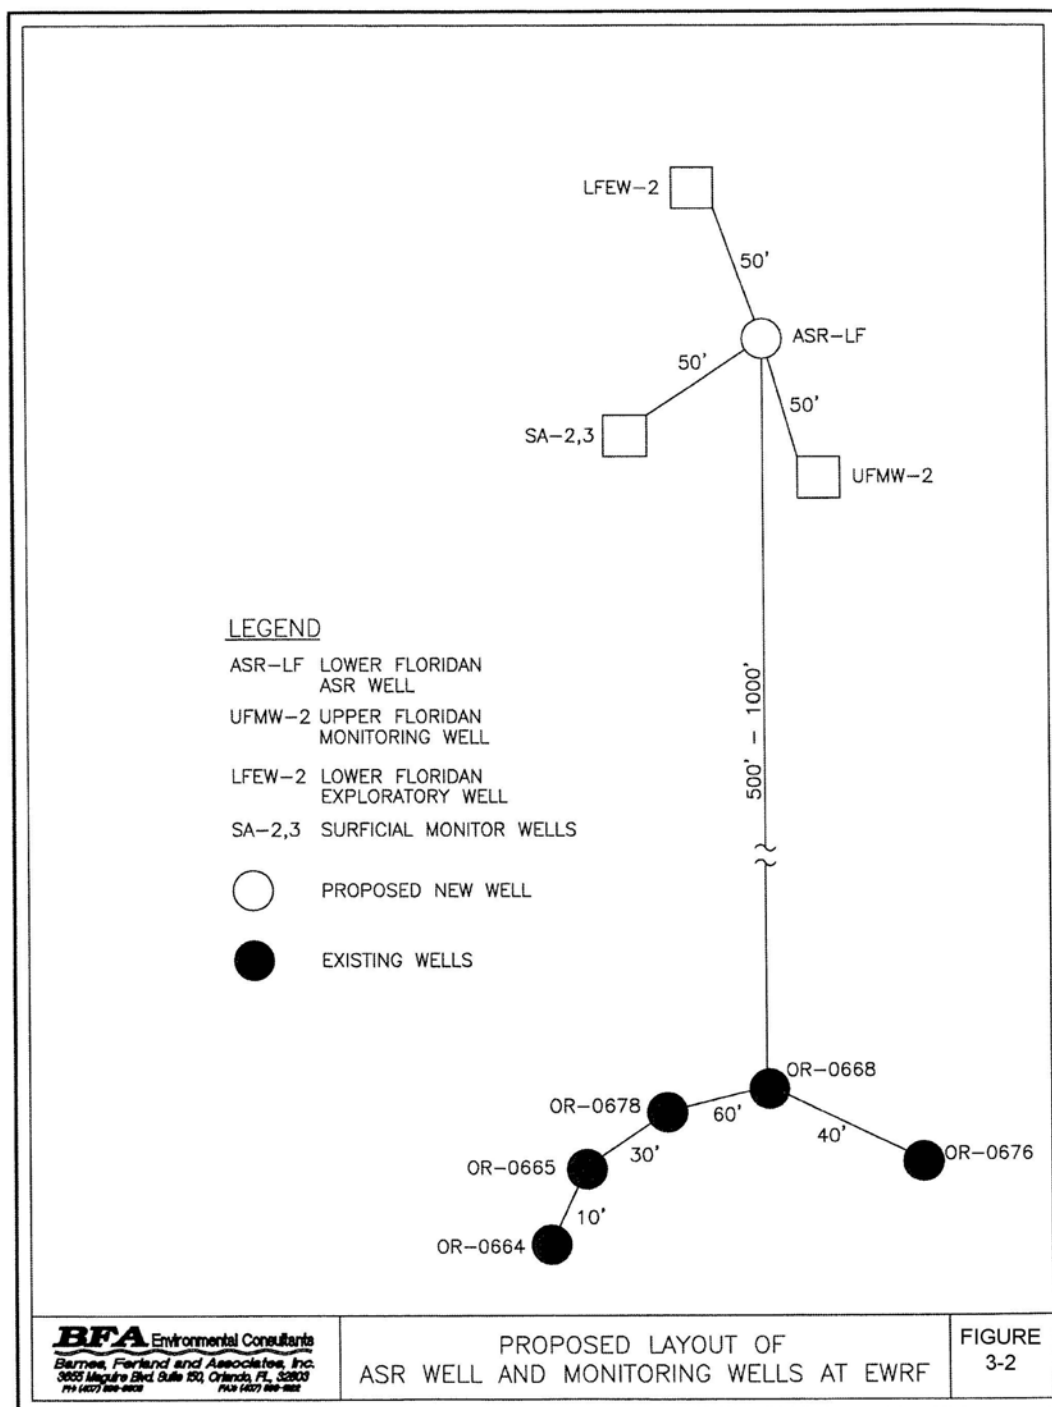 LFEW-2
50'
ASR-LF
50'
50'
SA-2,3
UFMW-2
LEGEND
ASR-LF LOWER FLORIDAN
ASR WELL
UFMW-2 UPPER FLORIDAN
MONITORING WELL
LFEW-2 LOWER FLORIDAN
EXPLORATORY WELL
SA-2,3 SURFICIAL MONITOR WELLS
PROPOSED NEW WELL
EXISTING WELLS
500' - 1000'
OR-0668
OR-0678
60'
40'
OR-0676
OR-0665
30'
10'
OR-0664
BFA Environmental Consultants
Barnes, Ferland and Associates, Inc.
3655 Maguire Blvd. Suite 150, Orlando, FL, 32803
PROPOSED LAYOUT OF
ASR WELL AND MONITORING WELLS AT EWRF
FIGURE
3-2